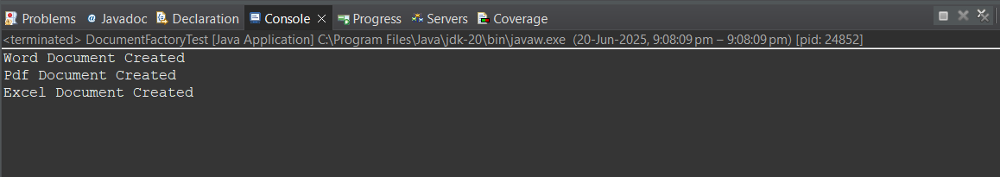 Problems @ Javadoc Declaration Console Progress Servers Coverage
<terminated> DocumentFactoryTest [Java Application] C:\Program Files\Java\jdk-20\bin\javaw.exe (20-Jun-2025, 9:08:09 pm – 9:08:09 pm) [pid: 24852]
Word Document Created
Pdf Document Created
Excel Document Created